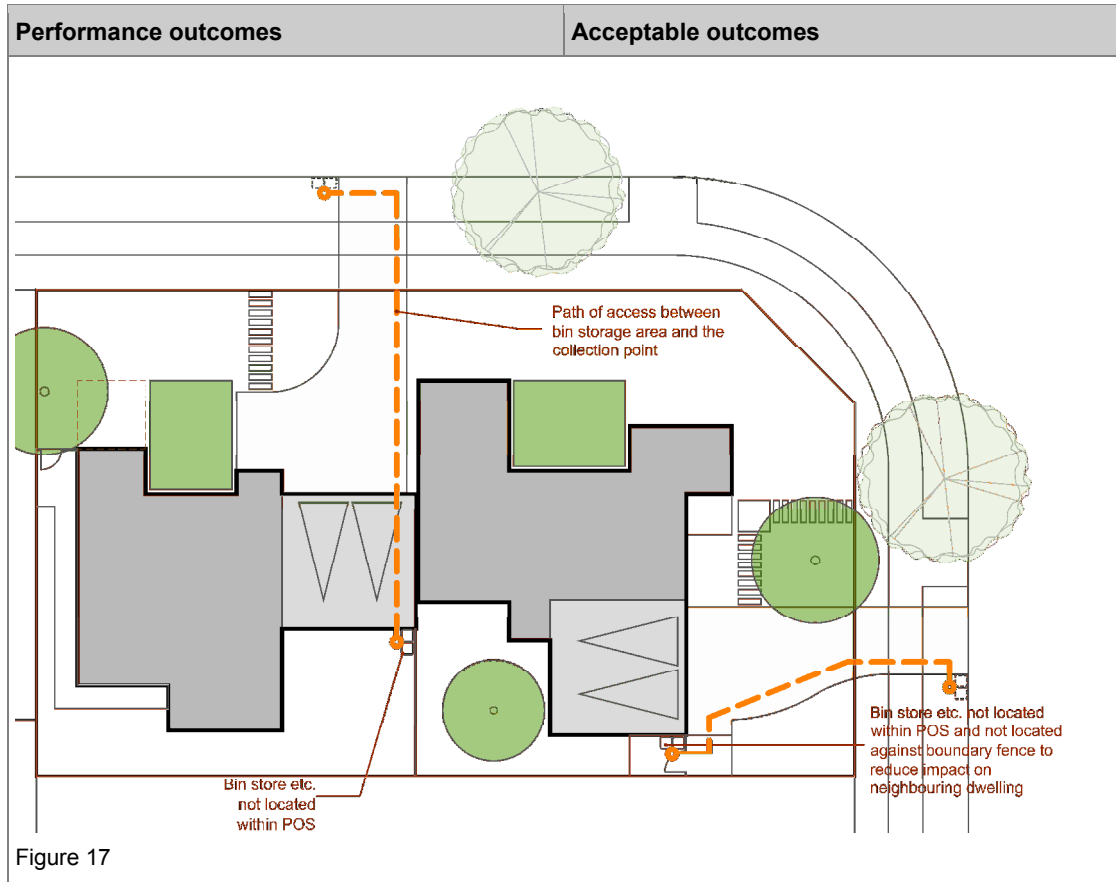 Performance outcomes
Acceptable outcomes
Path of access between
bin storage area and the
collection point
Bin store etc. not located
within POS and not located
against boundary fence to
reduce impact on
neighbouring dwelling
Bin store etc.
not located
within POS
Figure 17